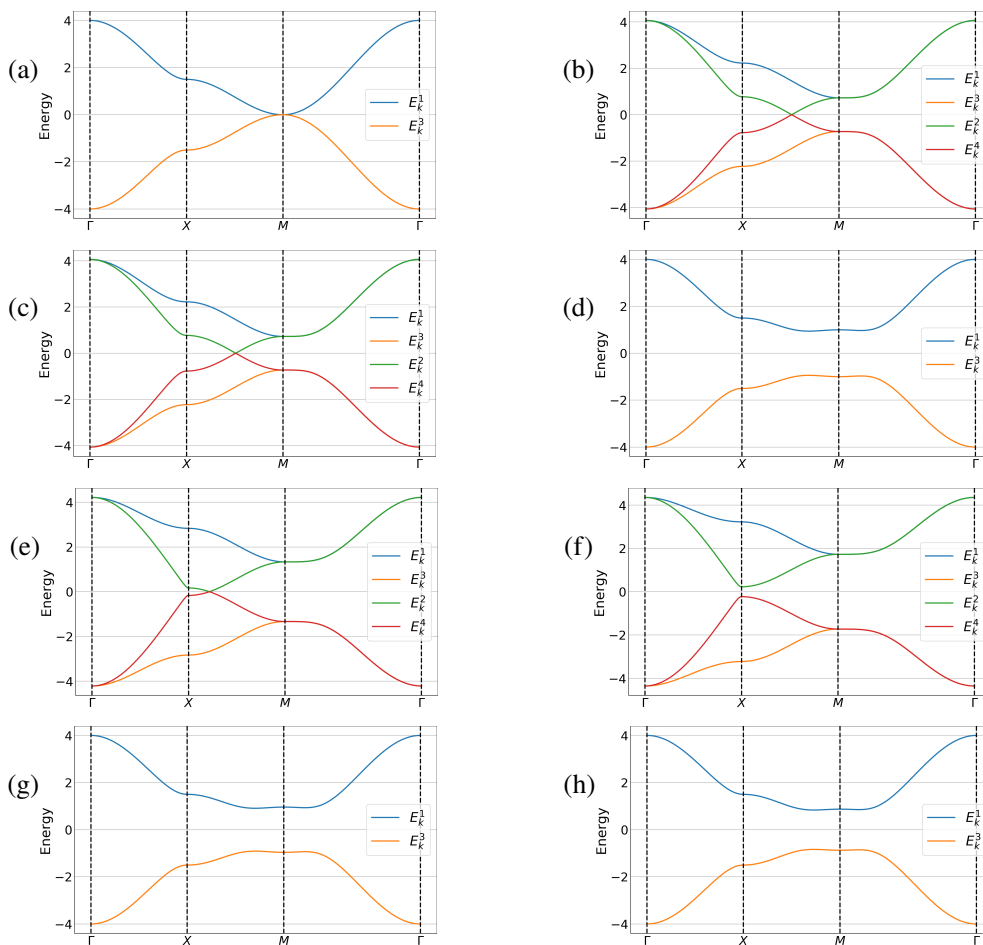 (a)
Energy
4
2
0
−2
−4
Γ
X
M
Γ
E_k^1
E_k^3
(b)
Energy
4
2
0
−2
−4
Γ
X
M
Γ
E_k^1
E_k^3
E_k^2
E_k^4
(c)
Energy
4
2
0
−2
−4
Γ
X
M
Γ
E_k^1
E_k^3
E_k^2
E_k^4
(d)
Energy
4
2
0
−2
−4
Γ
X
M
Γ
E_k^1
E_k^3
(e)
Energy
4
2
0
−2
−4
Γ
X
M
Γ
E_k^1
E_k^3
E_k^2
E_k^4
(f)
Energy
4
2
0
−2
−4
Γ
X
M
Γ
E_k^1
E_k^3
E_k^2
E_k^4
(g)
Energy
4
2
0
−2
−4
Γ
X
M
Γ
E_k^1
E_k^3
(h)
Energy
4
2
0
−2
−4
Γ
X
M
Γ
E_k^1
E_k^3